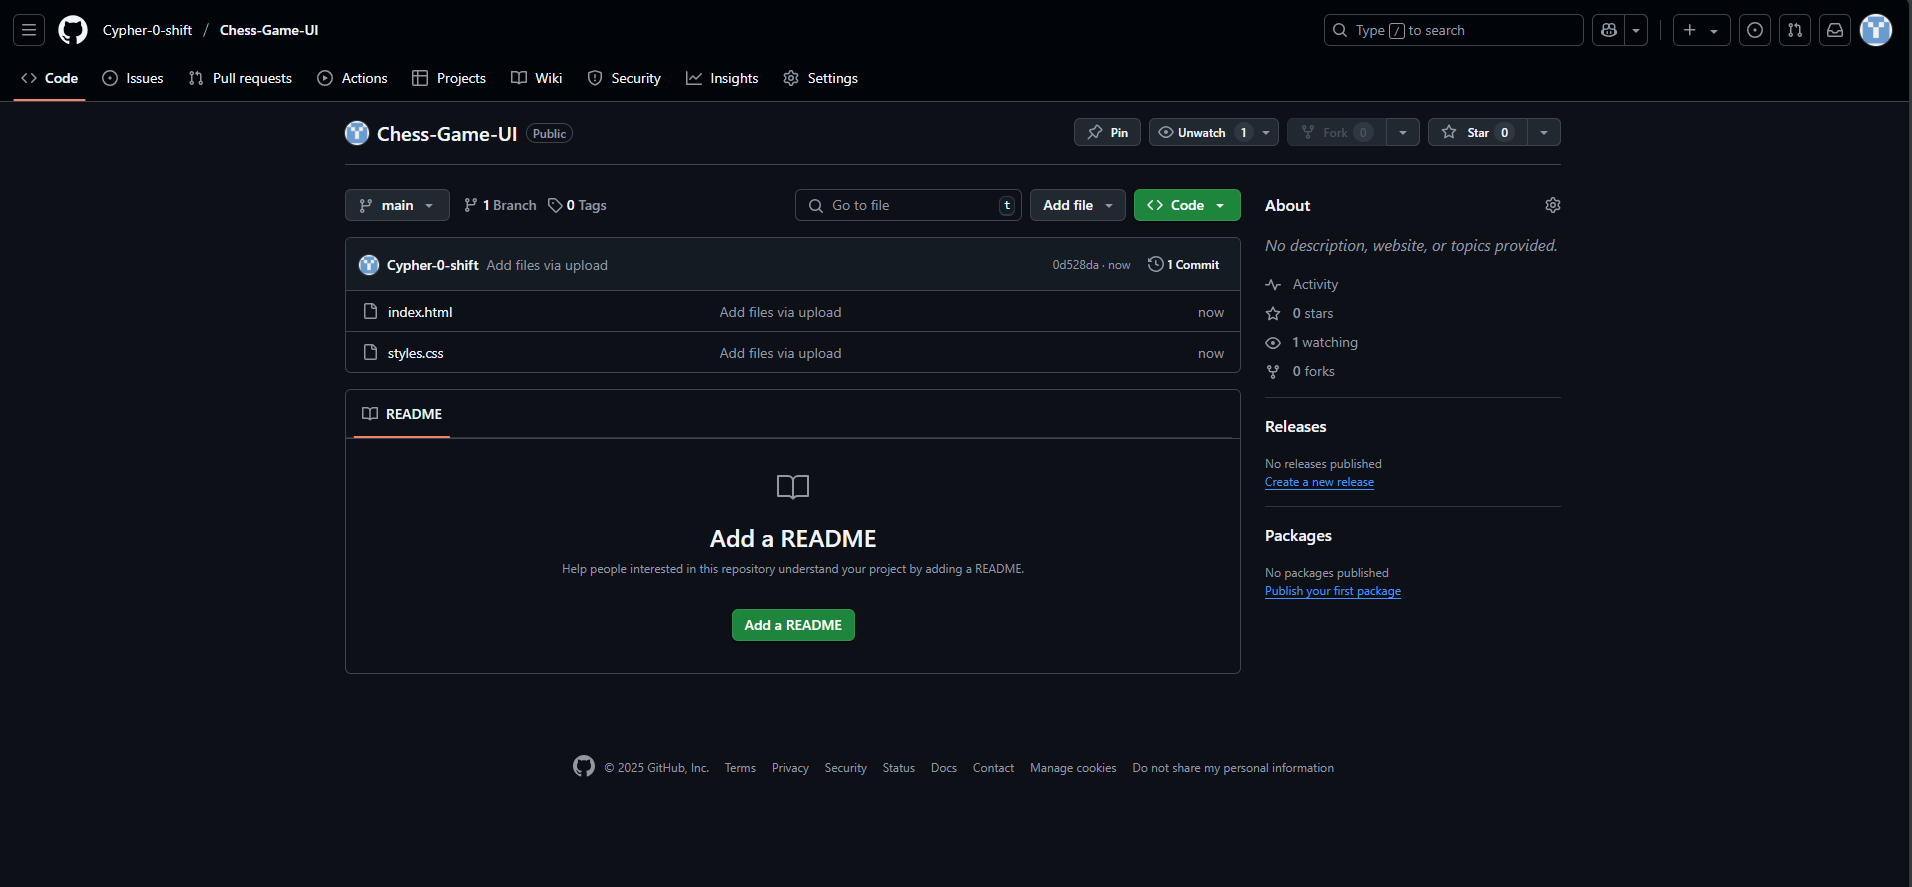 Cypher-0-shift / Chess-Game-UI
Type / to search
Code Issues Pull requests Actions Projects Wiki Security Insights Settings
Chess-Game-UI Public
Pin Unwatch 1 Fork 0 Star 0
main 1 Branch 0 Tags
Go to file t Add file Code
Cypher-0-shift Add files via upload 0d528da · now 1 Commit
index.html Add files via upload now
styles.css Add files via upload now
README
Add a README
Help people interested in this repository understand your project by adding a README.
Add a README
About
No description, website, or topics provided.
Activity
0 stars
1 watching
0 forks
Releases
No releases published
Create a new release
Packages
No packages published
Publish your first package
© 2025 GitHub, Inc. Terms Privacy Security Status Docs Contact Manage cookies Do not share my personal information